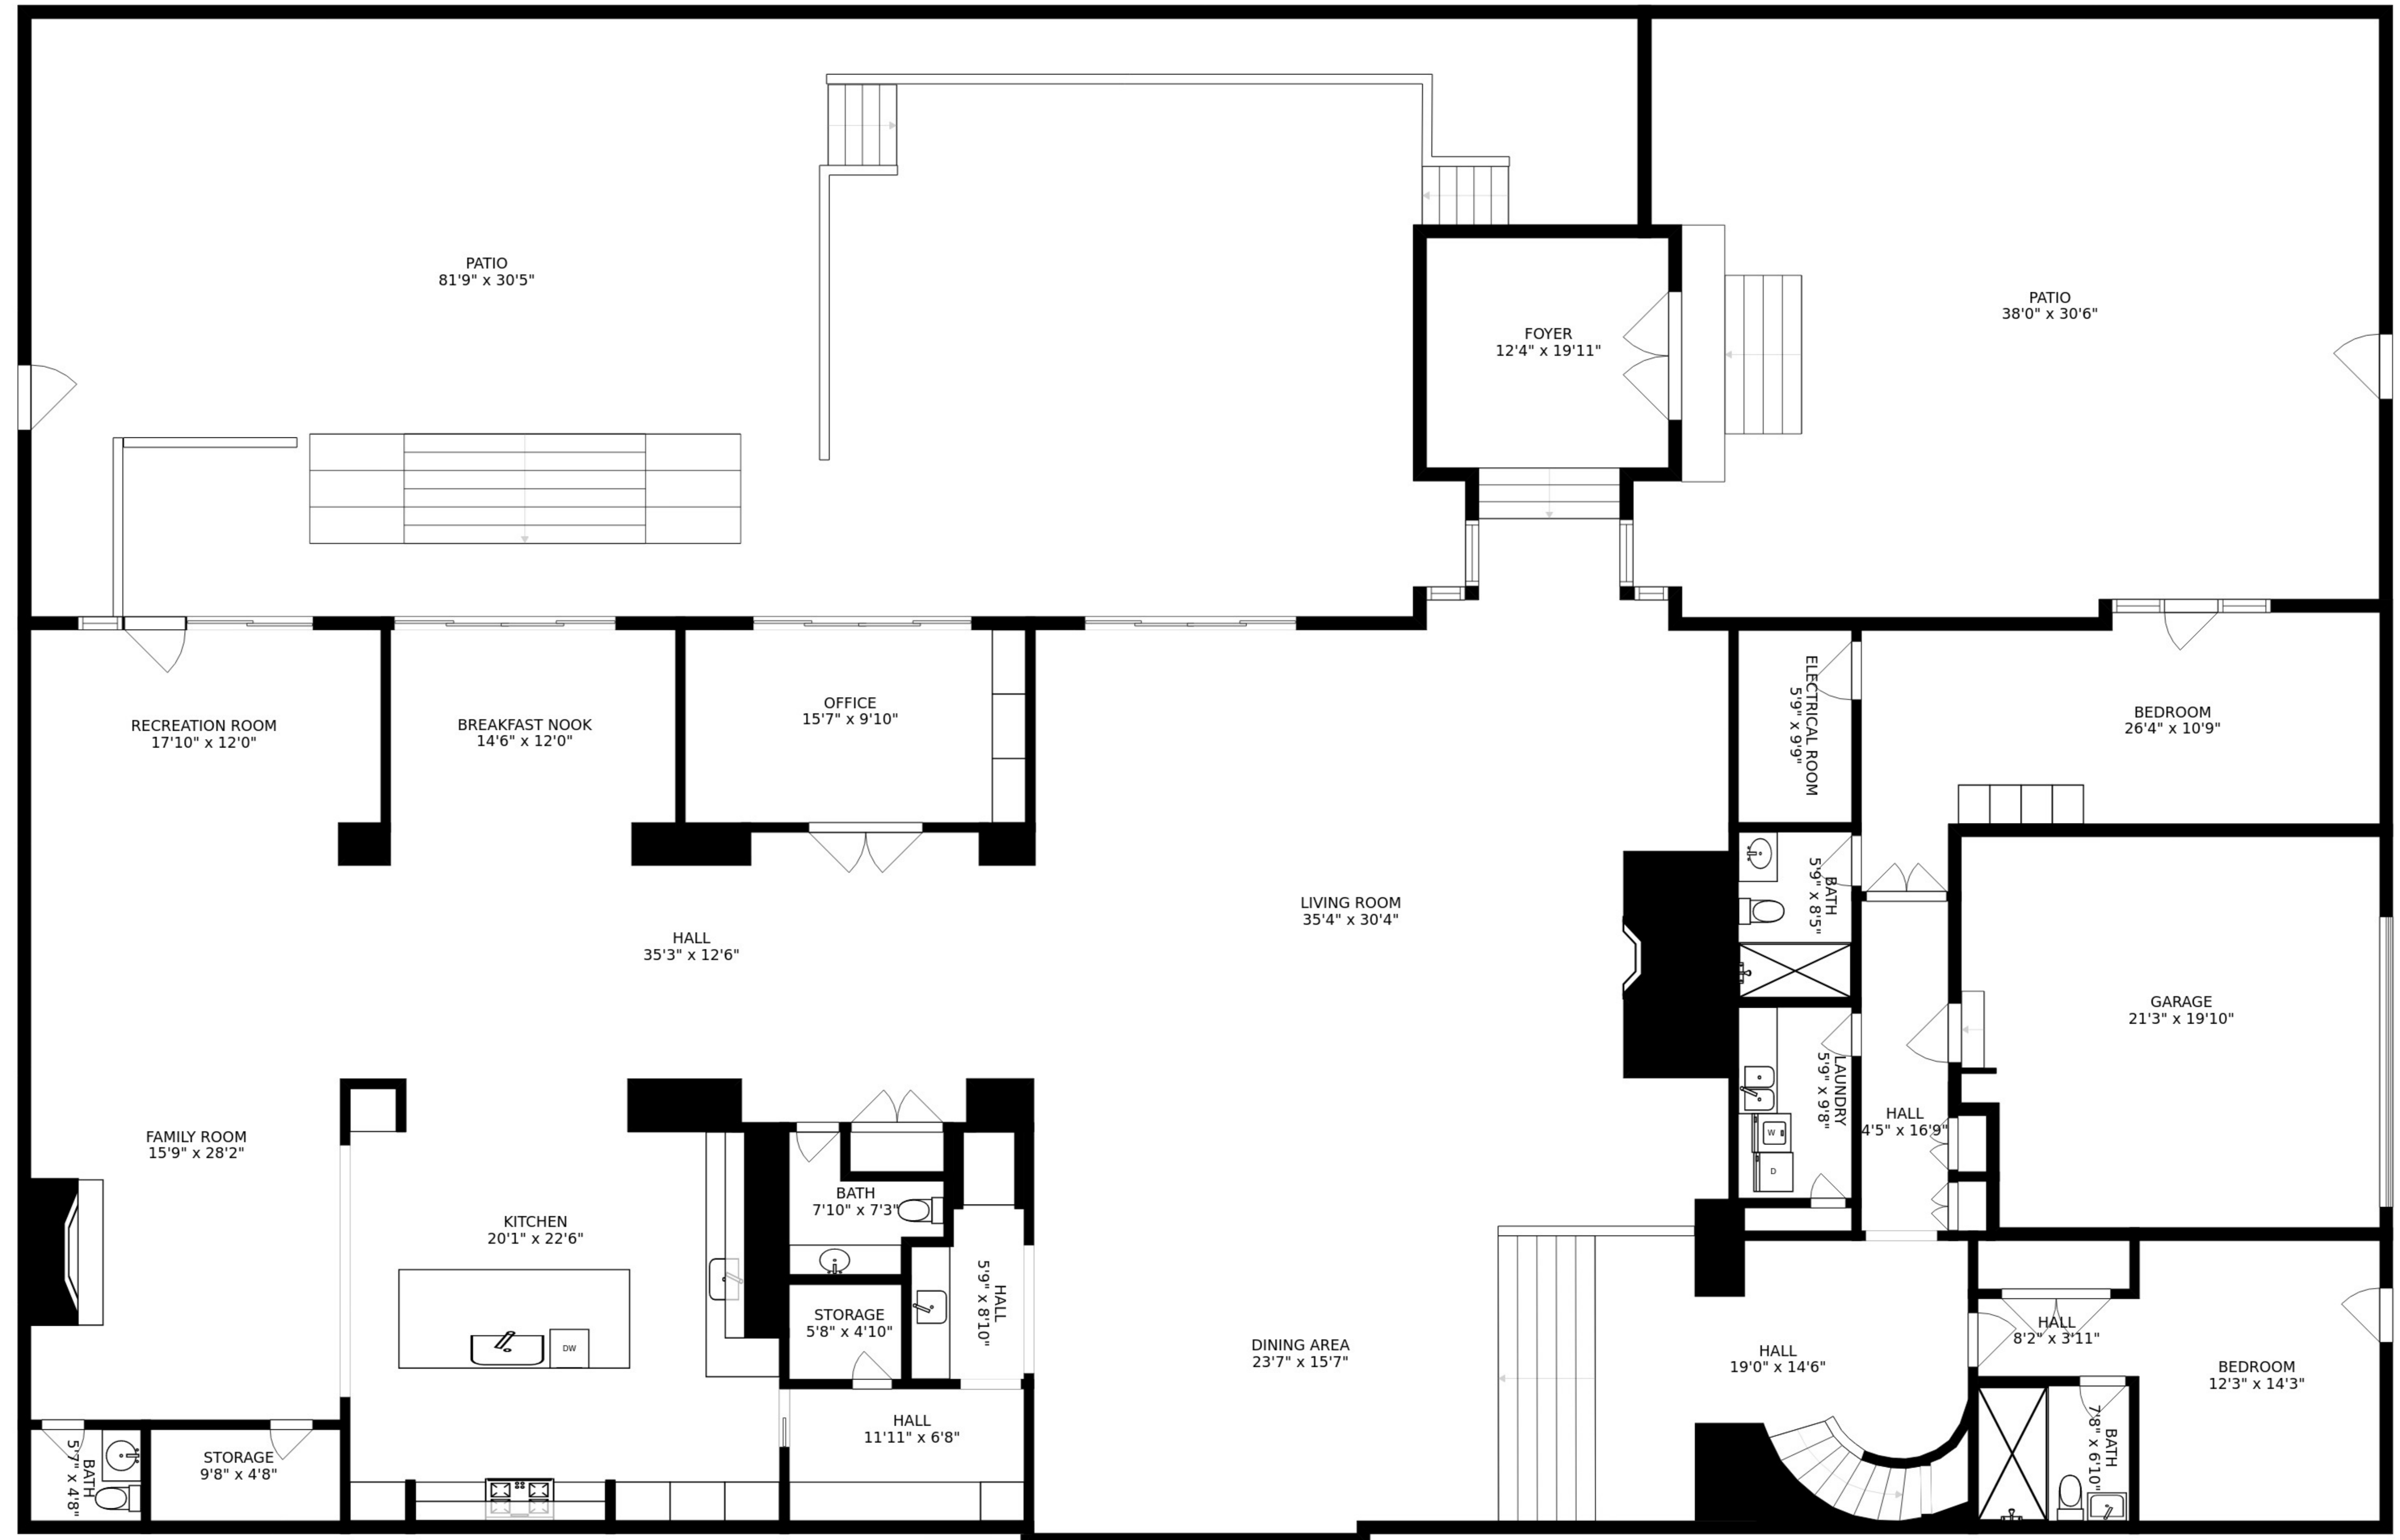 PATIO
81'9" x 30'5"
PATIO
38'0" x 30'6"
FOYER
12'4" x 19'11"
RECREATION ROOM
17'10" x 12'0"
BREAKFAST NOOK
14'6" x 12'0"
OFFICE
15'7" x 9'10"
ELECTRICAL ROOM
5'9" x 9'9"
BEDROOM
26'4" x 10'9"
HALL
35'3" x 12'6"
LIVING ROOM
35'4" x 30'4"
BATH
5'9" x 8'5"
GARAGE
21'3" x 19'10"
LAUNDRY
5'9" x 9'8"
W
D
HALL
4'5" x 16'9"
FAMILY ROOM
15'9" x 28'2"
KITCHEN
20'1" x 22'6"
DW
BATH
7'10" x 7'3"
STORAGE
5'8" x 4'10"
HALL
5'9" x 8'10"
DINING AREA
23'7" x 15'7"
HALL
19'0" x 14'6"
HALL
8'2" x 3'11"
BEDROOM
12'3" x 14'3"
HALL
11'11" x 6'8"
BATH
5'7" x 4'8"
STORAGE
9'8" x 4'8"
BATH
7'8" x 6'10"